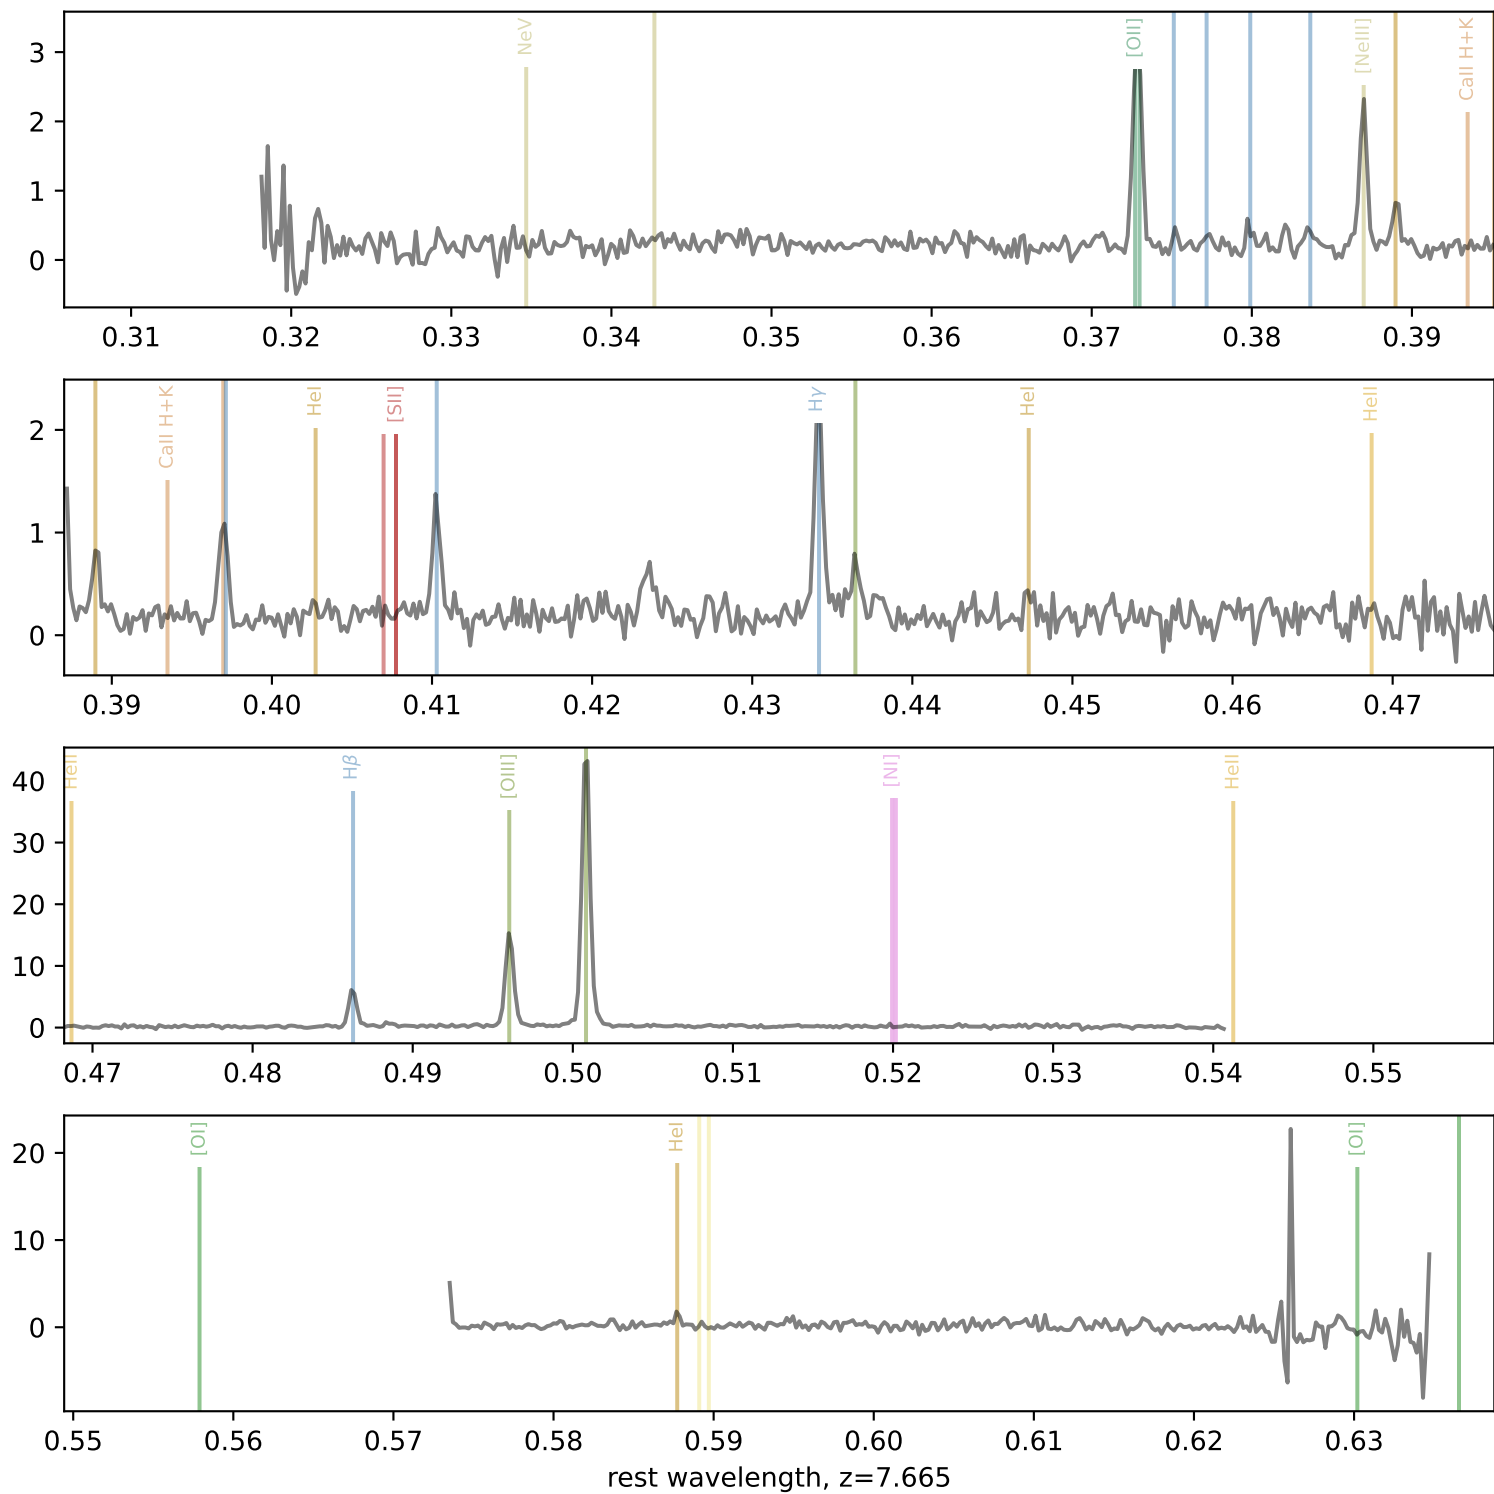 NeV
[OII]
[NeIII]
CaII H+K
3
2
1
0
0.31 0.32 0.33 0.34 0.35 0.36 0.37 0.38 0.39
CaII H+K
HeI
[SII]
Hγ
HeI
HeII
2
1
0
0.39 0.40 0.41 0.42 0.43 0.44 0.45 0.46 0.47
HeII
Hβ
[OIII]
[NI]
HeII
40
30
20
10
0
0.47 0.48 0.49 0.50 0.51 0.52 0.53 0.54 0.55
[OI]
HeI
[OI]
20
10
0
0.55 0.56 0.57 0.58 0.59 0.60 0.61 0.62 0.63
rest wavelength, z=7.665